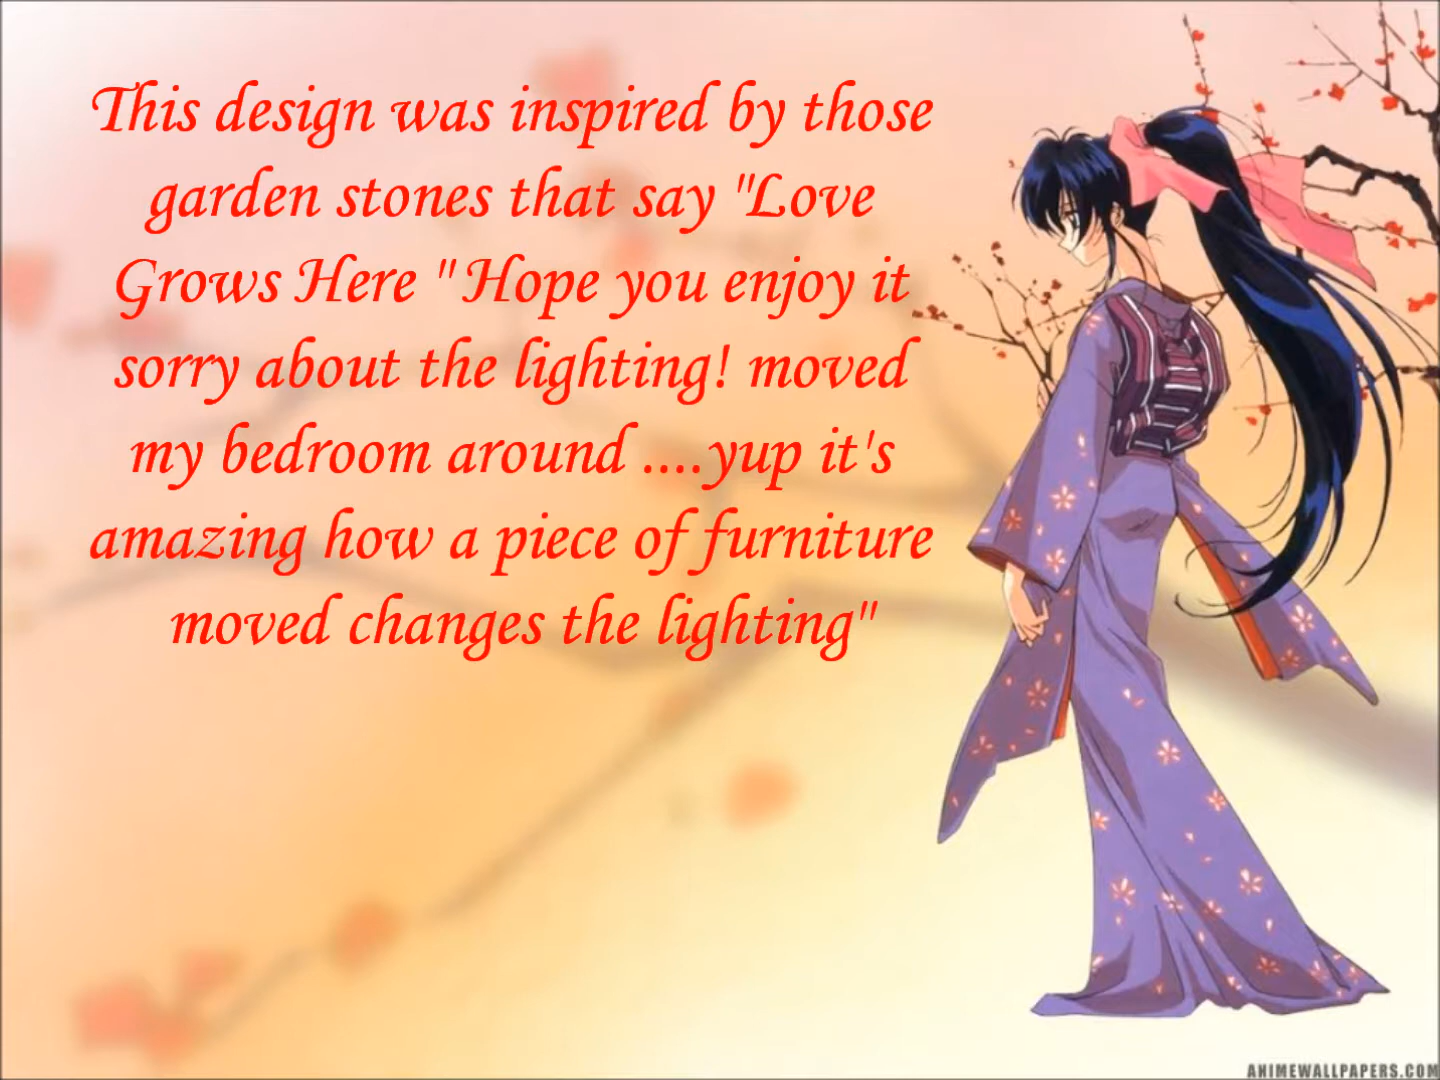 This design was inspired by those
garden stones that say "Love
Grows Here " Hope you enjoy it
sorry about the lighting! moved
my bedroom around ....yup it's
amazing how a piece of furniture
moved changes the lighting"
ANIMEWALLPAPERS.COM